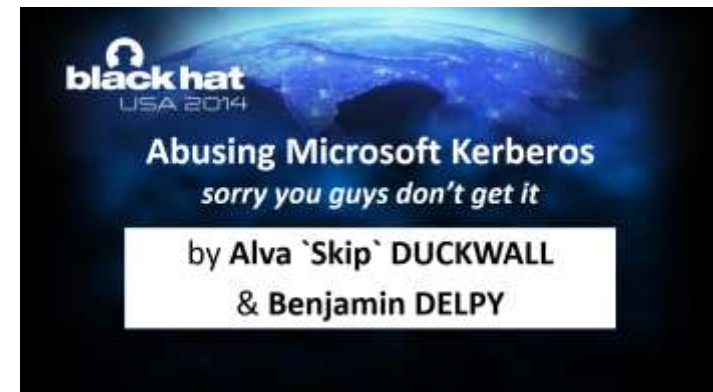 black hat
USA 2014
Abusing Microsoft Kerberos
sorry you guys don't get it
by Alva `Skip` DUCKWALL
& Benjamin DELPY